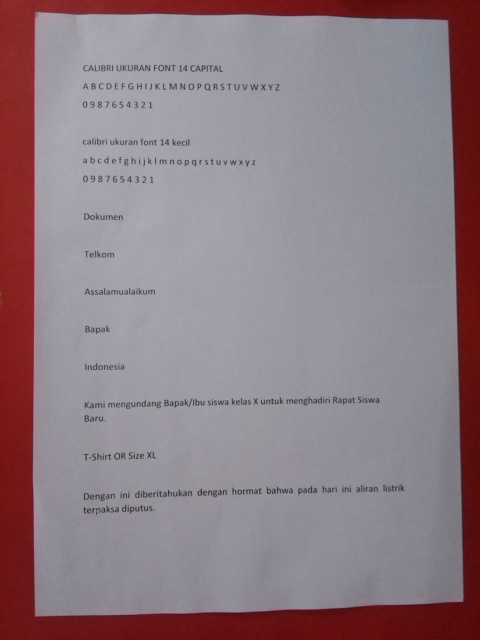 CALIBRI UKURAN FONT 14 CAPITAL
A B C D E F G H I J K L M N O P Q R S T U V W X Y Z
0 9 8 7 6 5 4 3 2 1
calibri ukuran font 14 kecil
a b c d e f g h i j k l m n o p q r s t u v w x y z
0 9 8 7 6 5 4 3 2 1
Dokumen
Telkom
Assalamualaikum
Bapak
Indonesia
Kami mengundang Bapak/Ibu siswa kelas X untuk menghadiri Rapat Siswa
Baru.
T-Shirt OR Size XL
Dengan ini diberitahukan dengan hormat bahwa pada hari ini aliran listrik
terpaksa diputus.